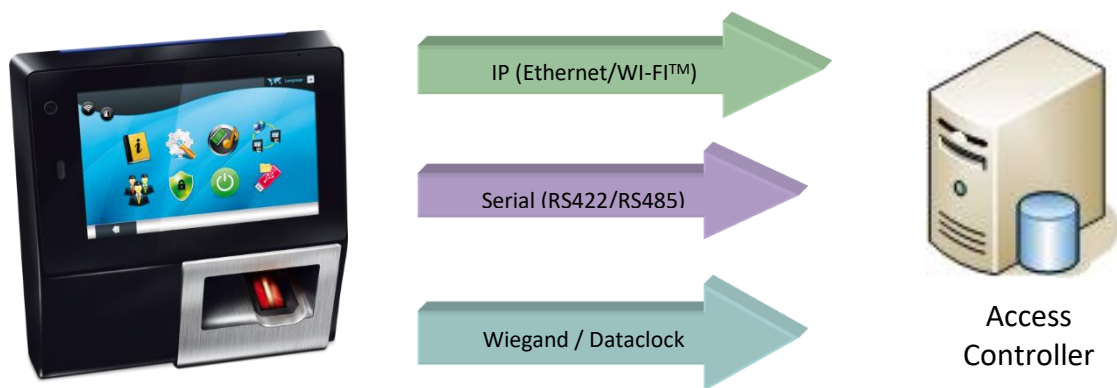 IP (Ethernet/WI-FI™)
Serial (RS422/RS485)
Wiegand / Dataclock
Access
Controller